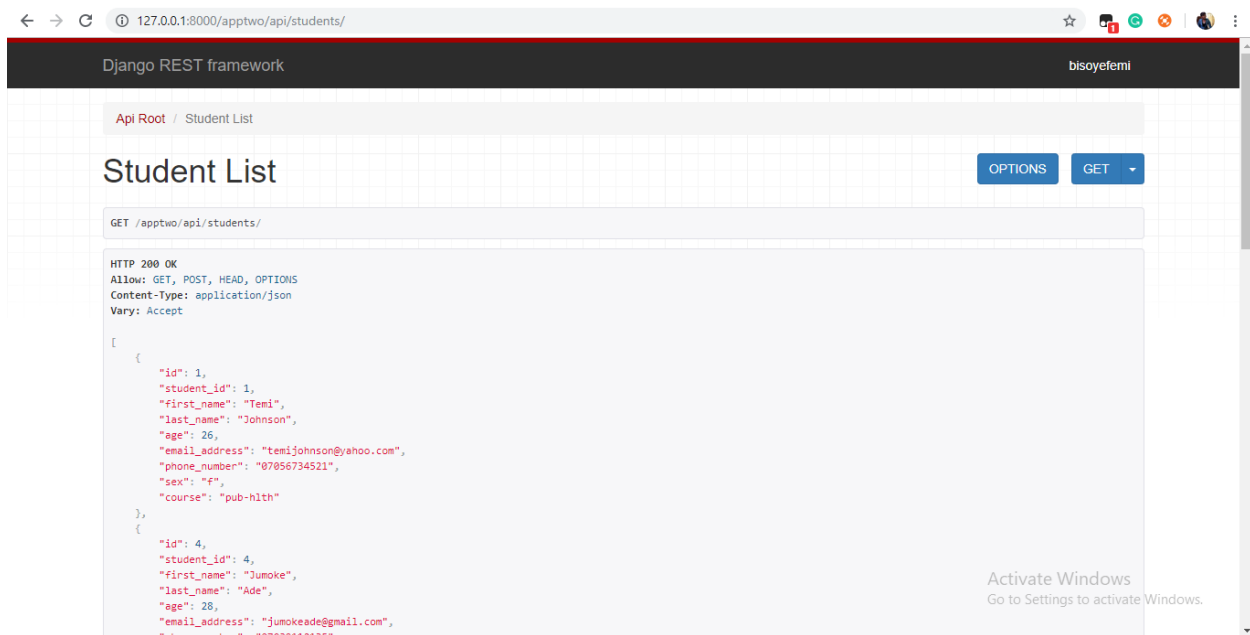 127.0.0.1:8000/apptwo/api/students/
1
Django REST framework
bisoyefemi
Api Root / Student List
Student List
OPTIONS
GET
GET /apptwo/api/students/
HTTP 200 OK
Allow: GET, POST, HEAD, OPTIONS
Content-Type: application/json
Vary: Accept
[
{
"id": 1,
"student_id": 1,
"first_name": "Temi",
"last_name": "Johnson",
"age": 26,
"email_address": "temijohnson@yahoo.com",
"phone_number": "07056734521",
"sex": "f",
"course": "pub-hlth"
},
{
"id": 4,
"student_id": 4,
"first_name": "Jumoke",
"last_name": "Ade",
"age": 28,
"email_address": "jumokeade@gmail.com",
Activate Windows
Go to Settings to activate Windows.